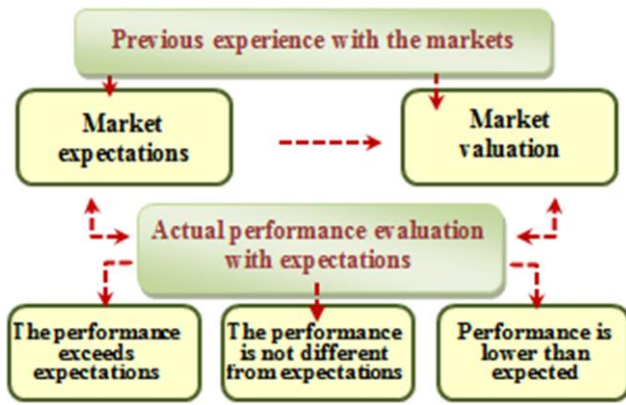 Previous experience with the markets
Market
expectations
Market
valuation
Actual performance evaluation
with expectations
The performance
exceeds
expectations
The performance
is not different
from expectations
Performance is
lower than
expected